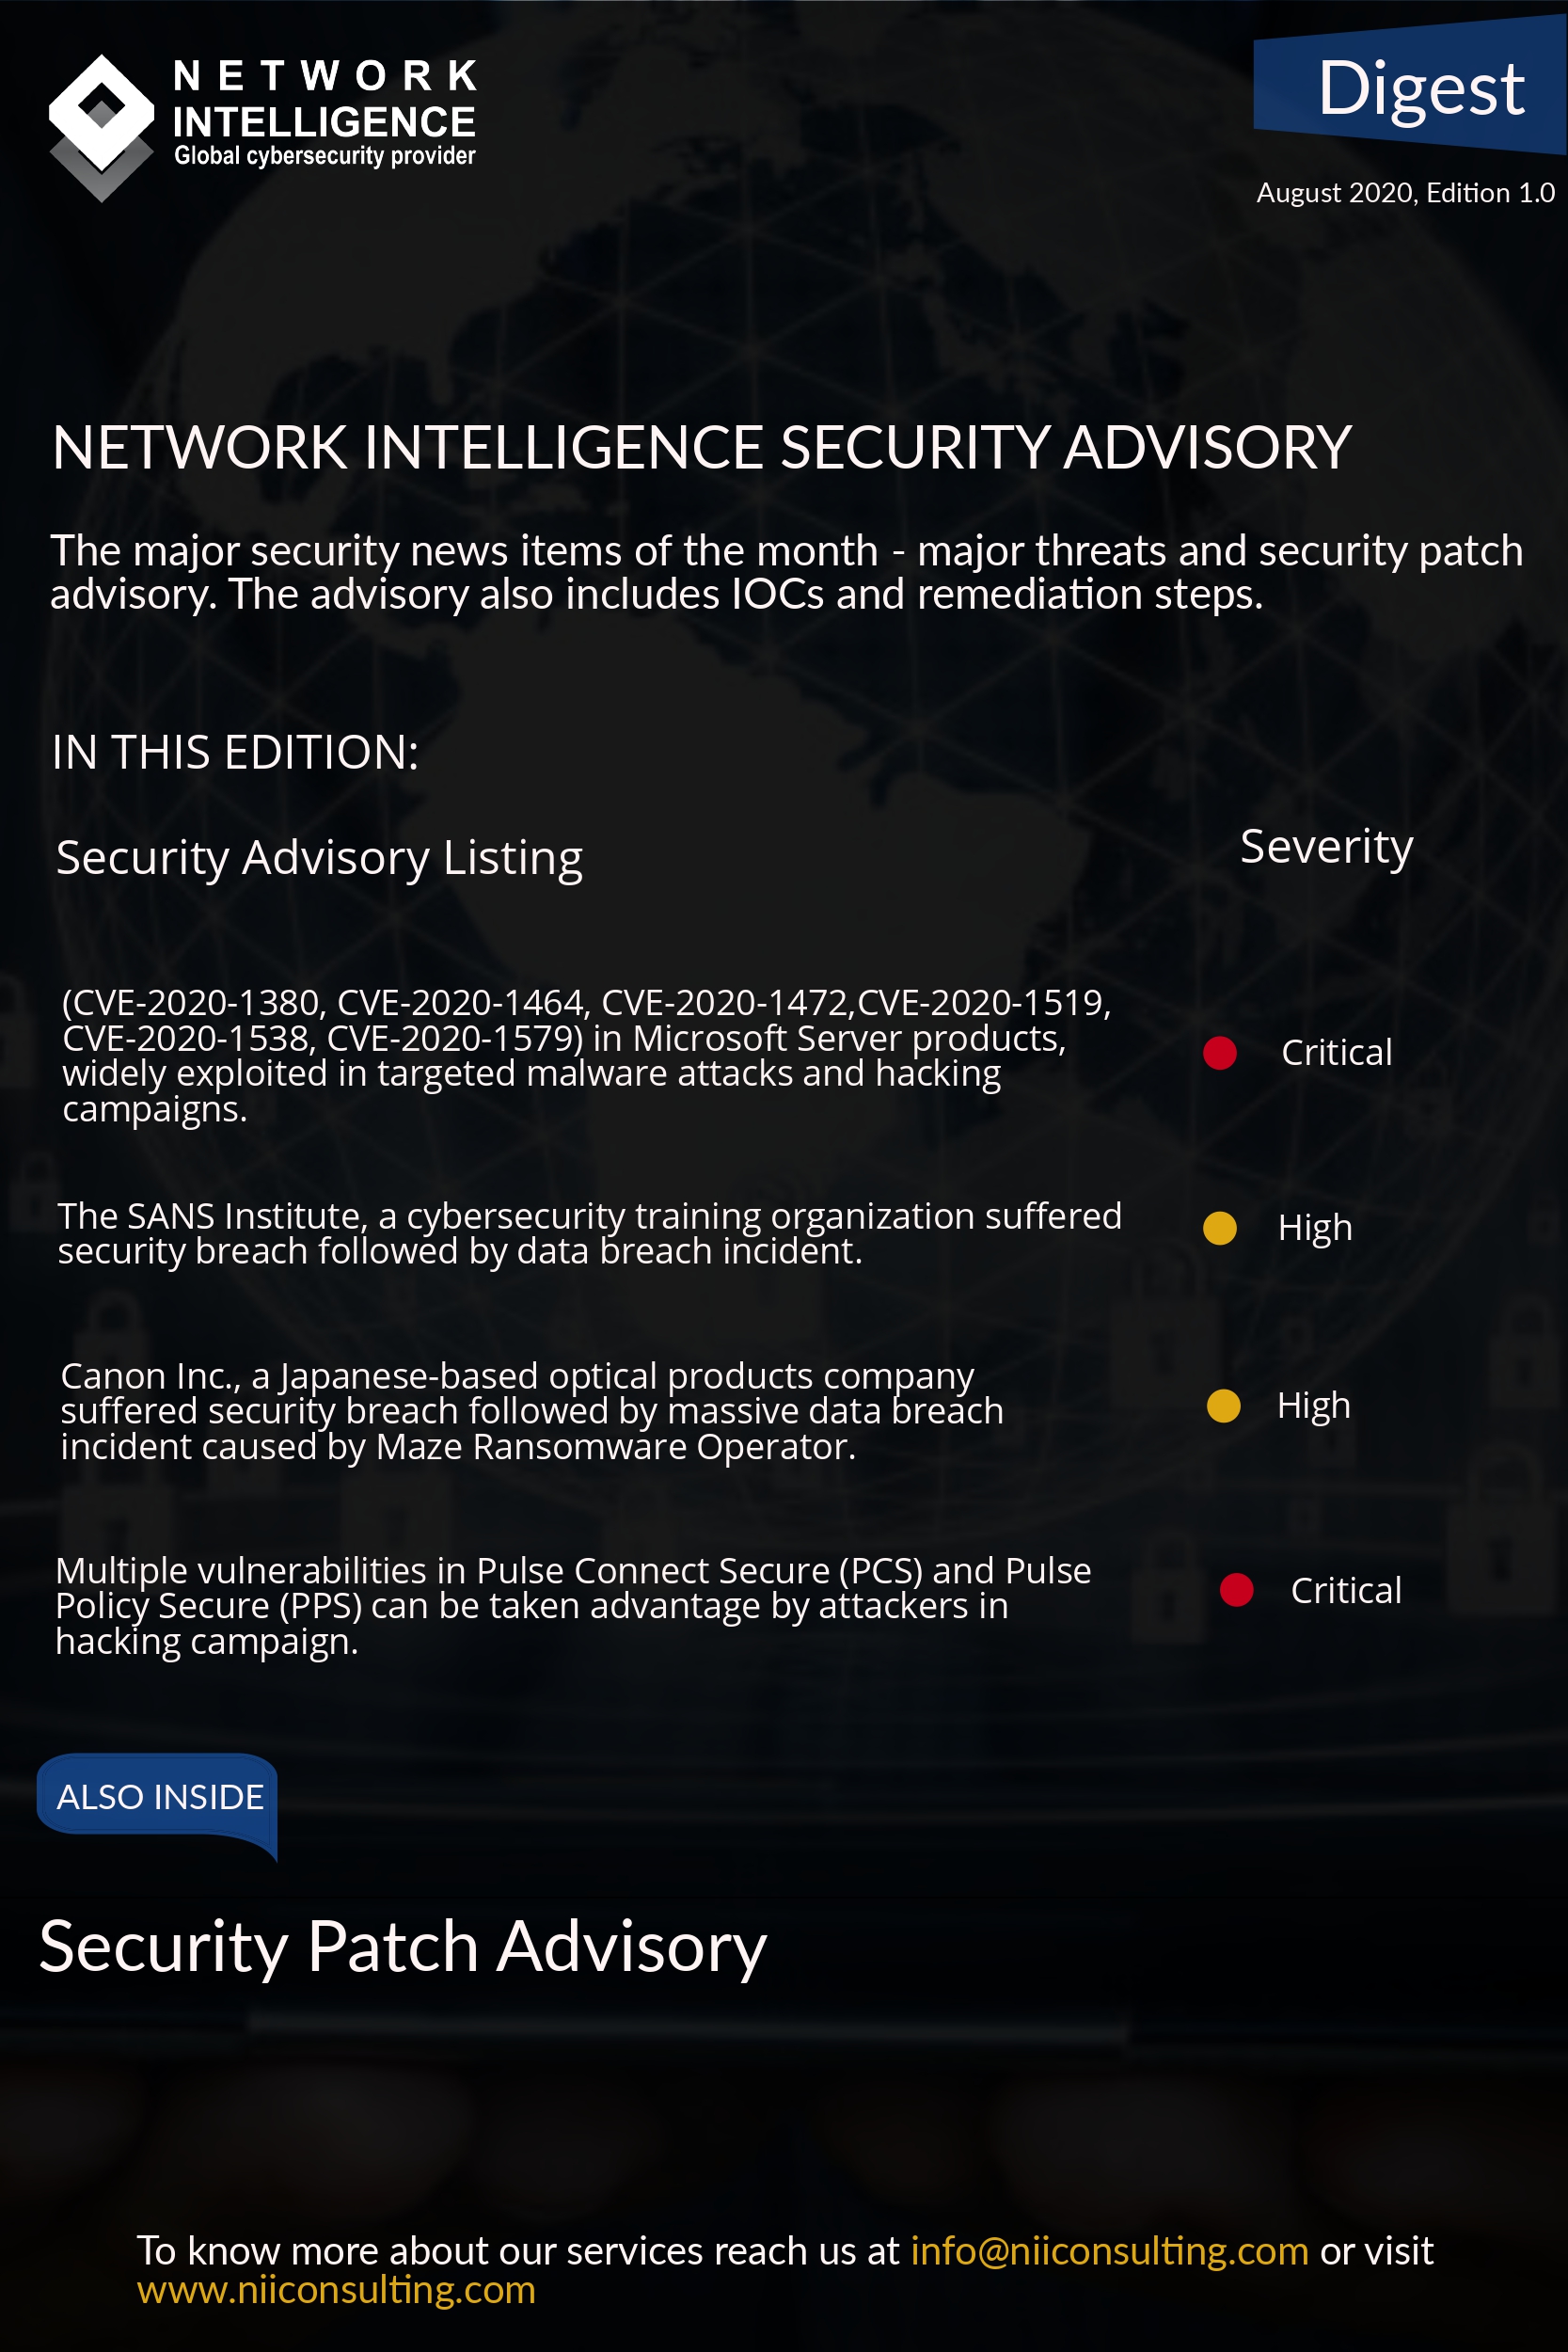 NETWORK
INTELLIGENCE
Global cybersecurity provider
Digest
August 2020, Edition 1.0
NETWORK INTELLIGENCE SECURITY ADVISORY
The major security news items of the month - major threats and security patch
advisory. The advisory also includes IOCs and remediation steps.
IN THIS EDITION:
Security Advisory Listing
Severity
(CVE-2020-1380, CVE-2020-1464, CVE-2020-1472,CVE-2020-1519,
CVE-2020-1538, CVE-2020-1579) in Microsoft Server products,
widely exploited in targeted malware attacks and hacking
campaigns.
Critical
The SANS Institute, a cybersecurity training organization suffered
security breach followed by data breach incident.
High
Canon Inc., a Japanese-based optical products company
suffered security breach followed by massive data breach
incident caused by Maze Ransomware Operator.
High
Multiple vulnerabilities in Pulse Connect Secure (PCS) and Pulse
Policy Secure (PPS) can be taken advantage by attackers in
hacking campaign.
Critical
ALSO INSIDE
Security Patch Advisory
To know more about our services reach us at info@niiconsulting.com or visit
www.niiconsulting.com